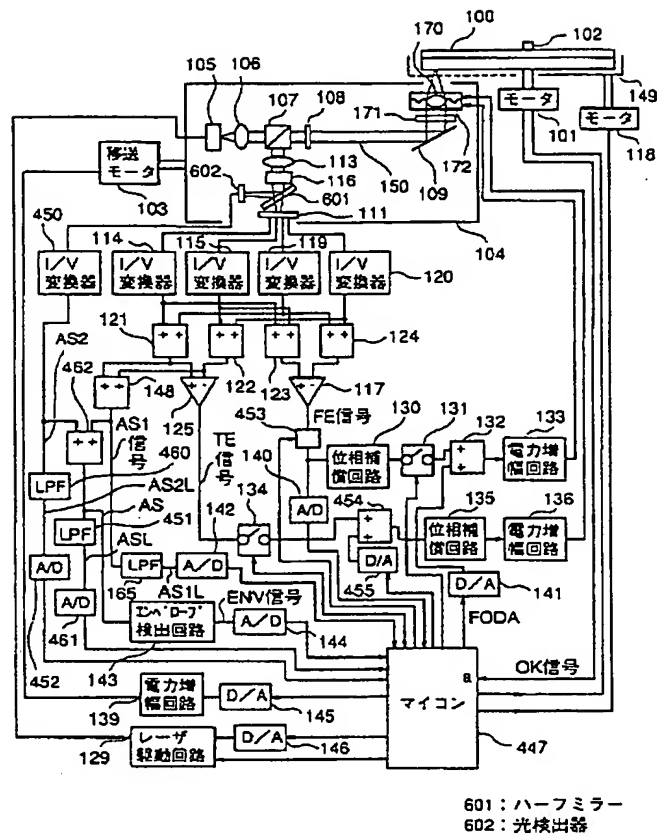 100
102
170
105
106
107
108
149
モータ
101
モータ
118
171
172
109
150
移送
モータ
103
113
116
602
601
111
104
450
114
115
119
120
I/V
変換器
I/V
変換器
I/V
変換器
I/V
変換器
I/V
変換器
121
+ +
+ +
+ +
+ +
124
122
123
AS2
462
+ +
148
+ -
125
+ -
117
FE信号
453
130
131
132
133
位相補
償回路
+
+
電力増
幅回路
+ +
AS1
信号
460
TE
信号
140
LPF
AS2L
AS
142
A/D
134
454
+
+
135
136
位相補
償回路
電力増
幅回路
LPF
451
ASL
A/D
LPF
A/D
D/A
455
D/A
141
165
AS1L
ENV信号
FODA
A/D
461
エンベロープ
検出回路
A/D
144
452
143
a
OK信号
マイコン
電力増
幅回路
D/A
139
145
レーザ
駆動回路
D/A
129
146
447
601：ハーフミラー
602：光検出器